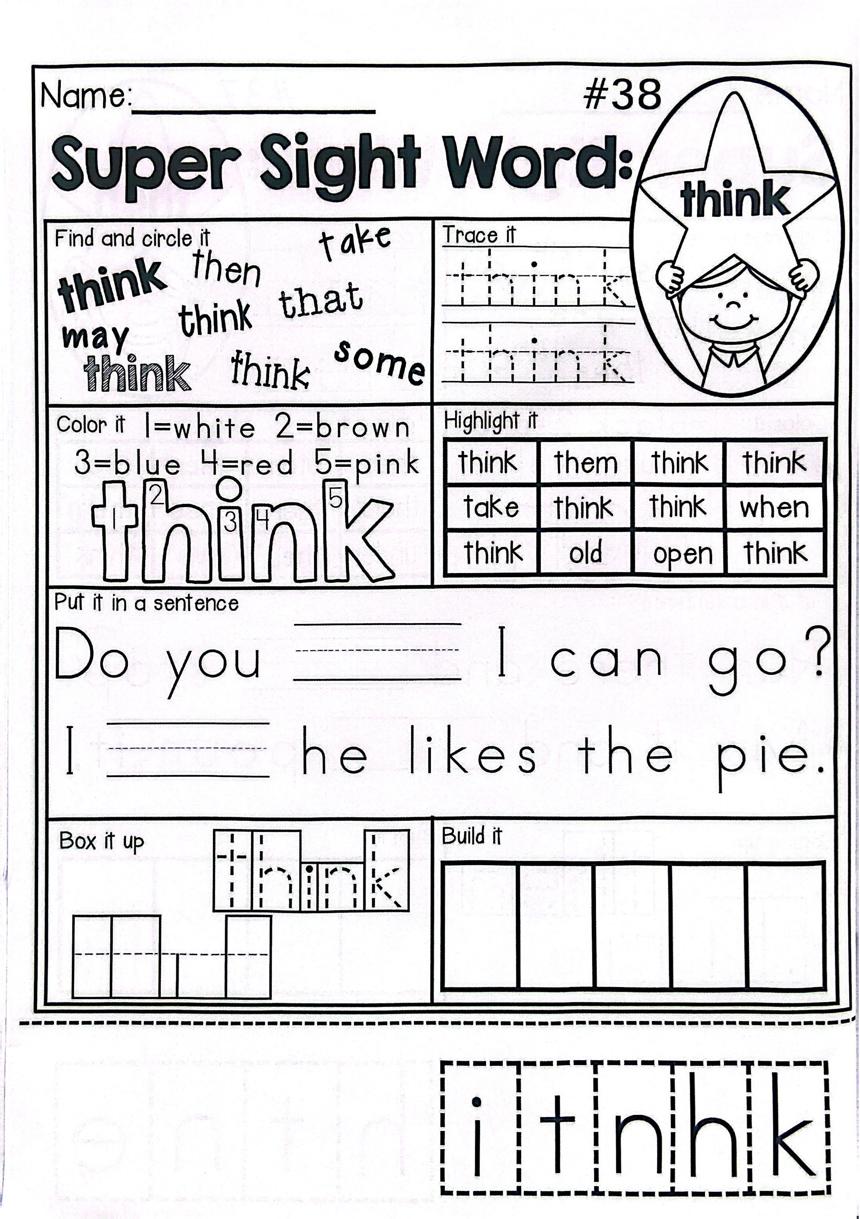 Name:
#38
Super Sight Word:
think
Find and circle it
take
think
then
that
think
may
some
think
think
Trace it
think
think
Color it 1=white 2=brown
3=blue 4=red 5=pink
think
1 2 3 4 5
Highlight it
think them think think
take think think when
think old open think
Put it in a sentence
Do you I can go?
I he likes the pie.
Box it up
think
Build it
i t n h k